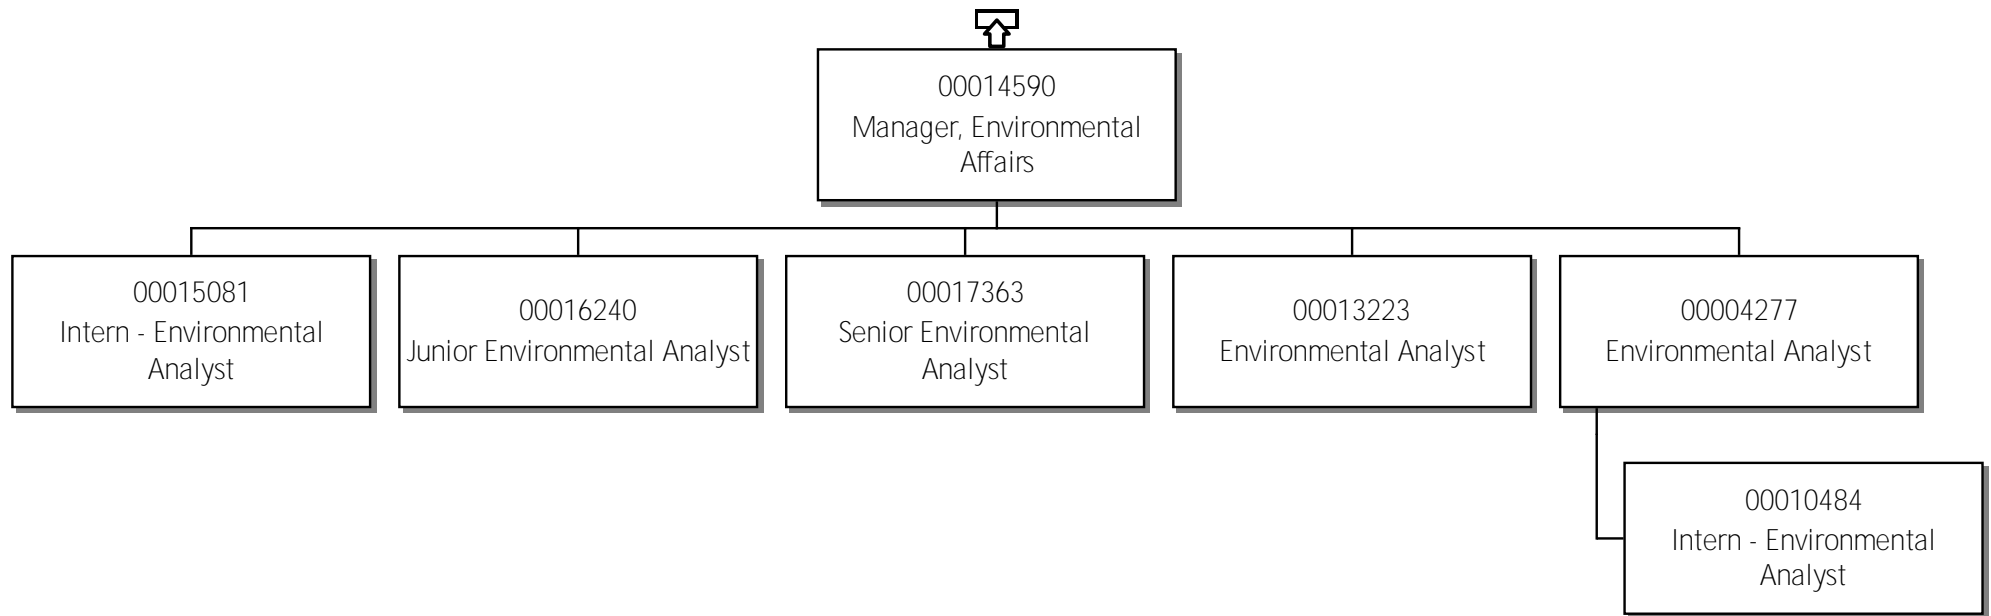 00014590
Manager, Environmental
Affairs
00015081
Intern - Environmental
Analyst
00016240
Junior Environmental Analyst
00017363
Senior Environmental
Analyst
00013223
Environmental Analyst
00004277
Environmental Analyst
00010484
Intern - Environmental
Analyst